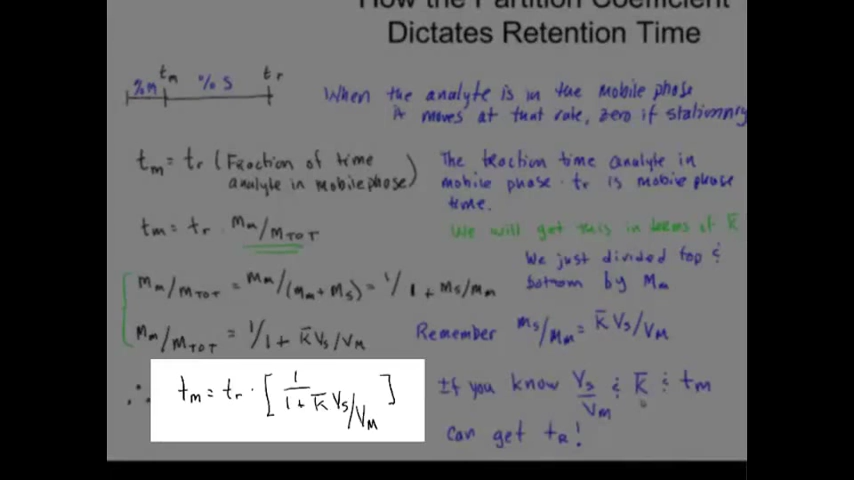 How the Partition Coefficient
Dictates Retention Time
%m tm % S tr
When the analyte is in the mobile phase
it moves at that rate, zero if stationary
tm = tr (Fraction of time
analyte in mobile phase)
The fraction time analyte in
mobile phase · tr is mobile phase
time.
tm = tr · Mm/MTOT
We will get this in terms of K̄
We just divided top &
bottom by Mm
Mm/MTOT = Mm/(Mm + Ms) = 1/1 + Ms/Mm
Mm/MTOT = 1/1 + K̄ Vs/VM
Remember Ms/Mm = K̄ Vs/VM
∴ tm = tr · [1/1 + K̄ Vs/VM]
If you know Vs/Vm & K̄ & tm
can get tR!